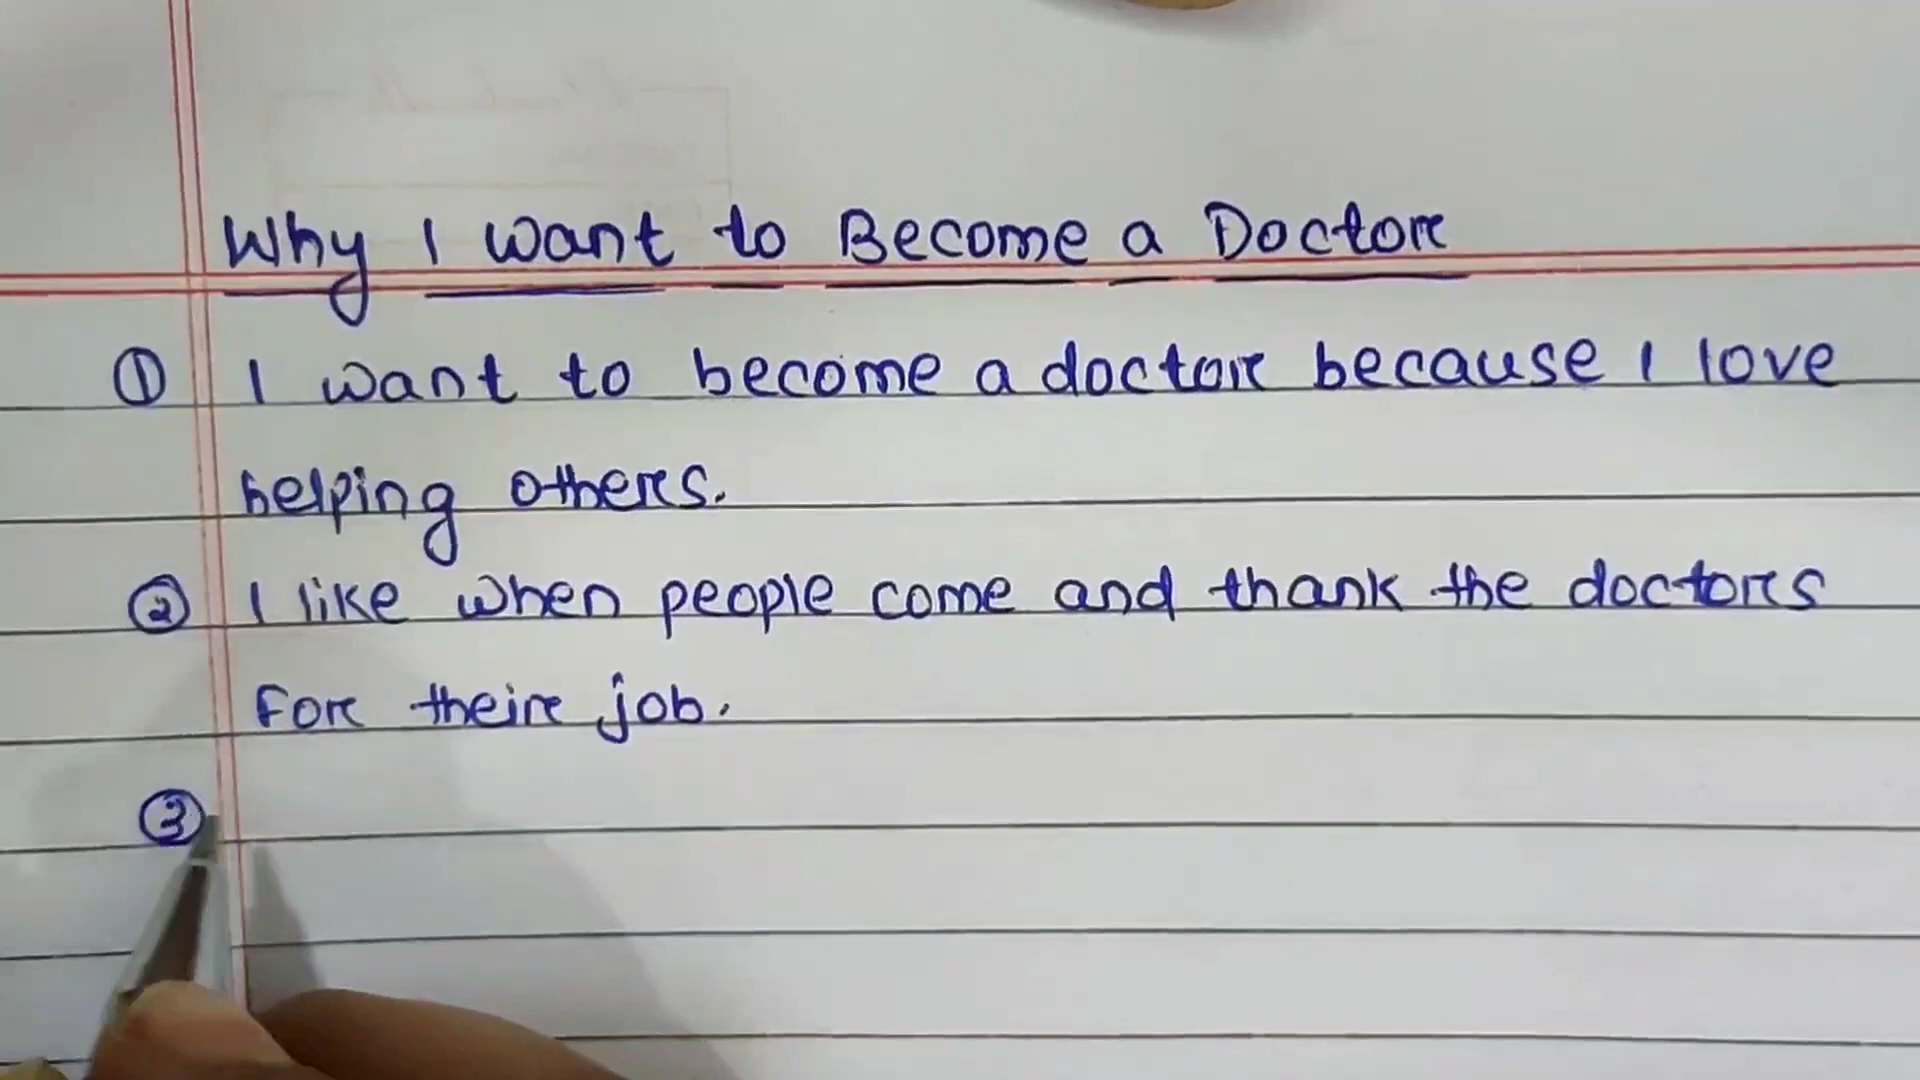 Why I want to Become a Doctor
① I want to become a doctor because I love
helping others.
② I like when people come and thank the doctors
For their job.
③